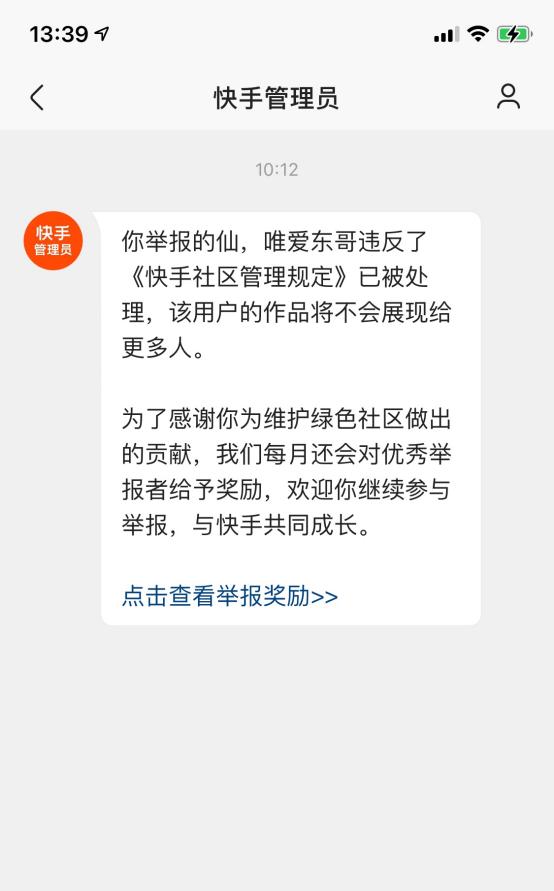 13:39
快手管理员
10:12
快手
管理员
你举报的仙，唯爱东哥违反了
《快手社区管理规定》已被处
理，该用户的作品将不会展现给
更多人。
为了感谢你为维护绿色社区做出
的贡献，我们每月还会对优秀举
报者给予奖励，欢迎你继续参与
举报，与快手共同成长。
点击查看举报奖励>>